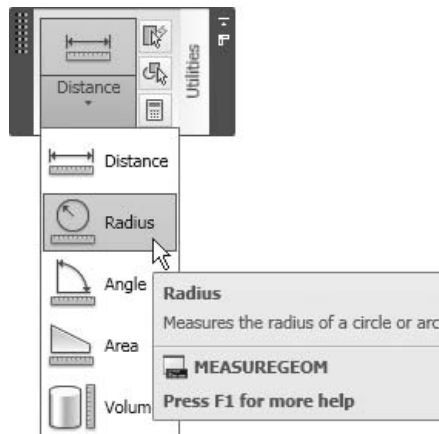 Distance
Utilities
Distance
Radius
Angle
Area
Volum
Radius
Measures the radius of a circle or arc
MEASUREGEOM
Press F1 for more help